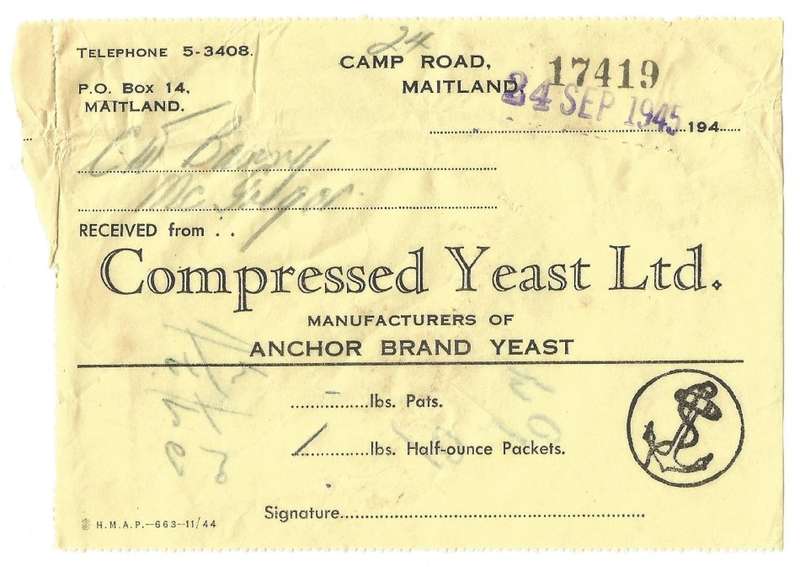 TELEPHONE 5-3408.
24
CAMP ROAD,
17419
P.O. Box 14,
MAITLAND.
MAITLAND,
24 SEP 1945
194
RECEIVED from . .
Compressed Yeast Ltd.
MANUFACTURERS OF
ANCHOR BRAND YEAST
lbs. Pats.
lbs. Half-ounce Packets.
Signature
H.M.A.P.—663—11/44